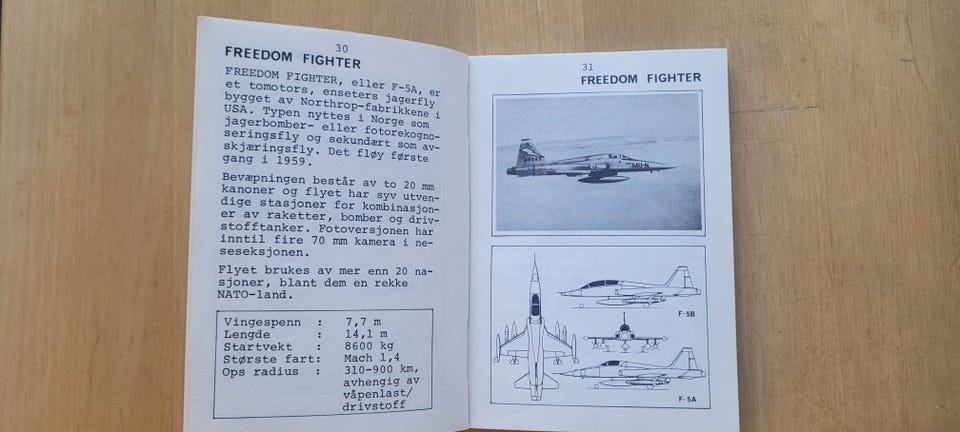 30
FREEDOM FIGHTER
FREEDOM FIGHTER, eller F-5A, er
et tomotors, enseters jagerfly
bygget av Northrop-fabrikkene i
USA. Typen nyttes i Norge som
jagerbomber- eller fotorekogno-
seringsfly og sekundært som av-
skjæringsfly. Det fløy første
gang i 1959.
Bevæpningen består av to 20 mm
kanoner og flyet har syv utven-
dige stasjoner for kombinasjon-
er av raketter, bomber og driv-
stofftanker. Fotoversjonen har
inntil fire 70 mm kamera i ne-
seseksjonen.
Flyet brukes av mer enn 20 na-
sjoner, blant dem en rekke
NATO-land.
Vingespenn : 7,7 m
Lengde : 14,1 m
Startvekt : 8600 kg
Største fart: Mach 1,4
Ops radius : 310-900 km,
avhengig av
våpenlast/
drivstoff
31
FREEDOM FIGHTER
MU-N
F-5B
F-5A